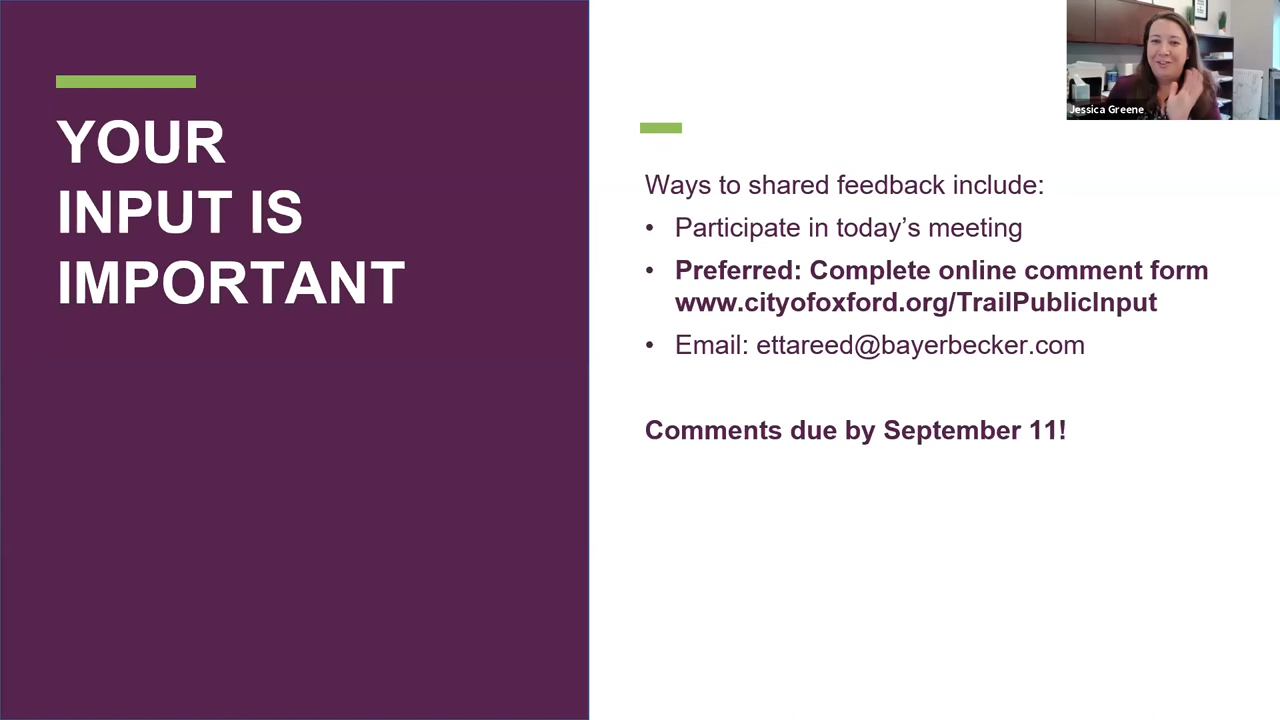 YOUR
INPUT IS
IMPORTANT
Jessica Greene
Ways to shared feedback include:
• Participate in today's meeting
• Preferred: Complete online comment form
www.cityofoxford.org/TrailPublicInput
• Email: ettareed@bayerbecker.com
Comments due by September 11!